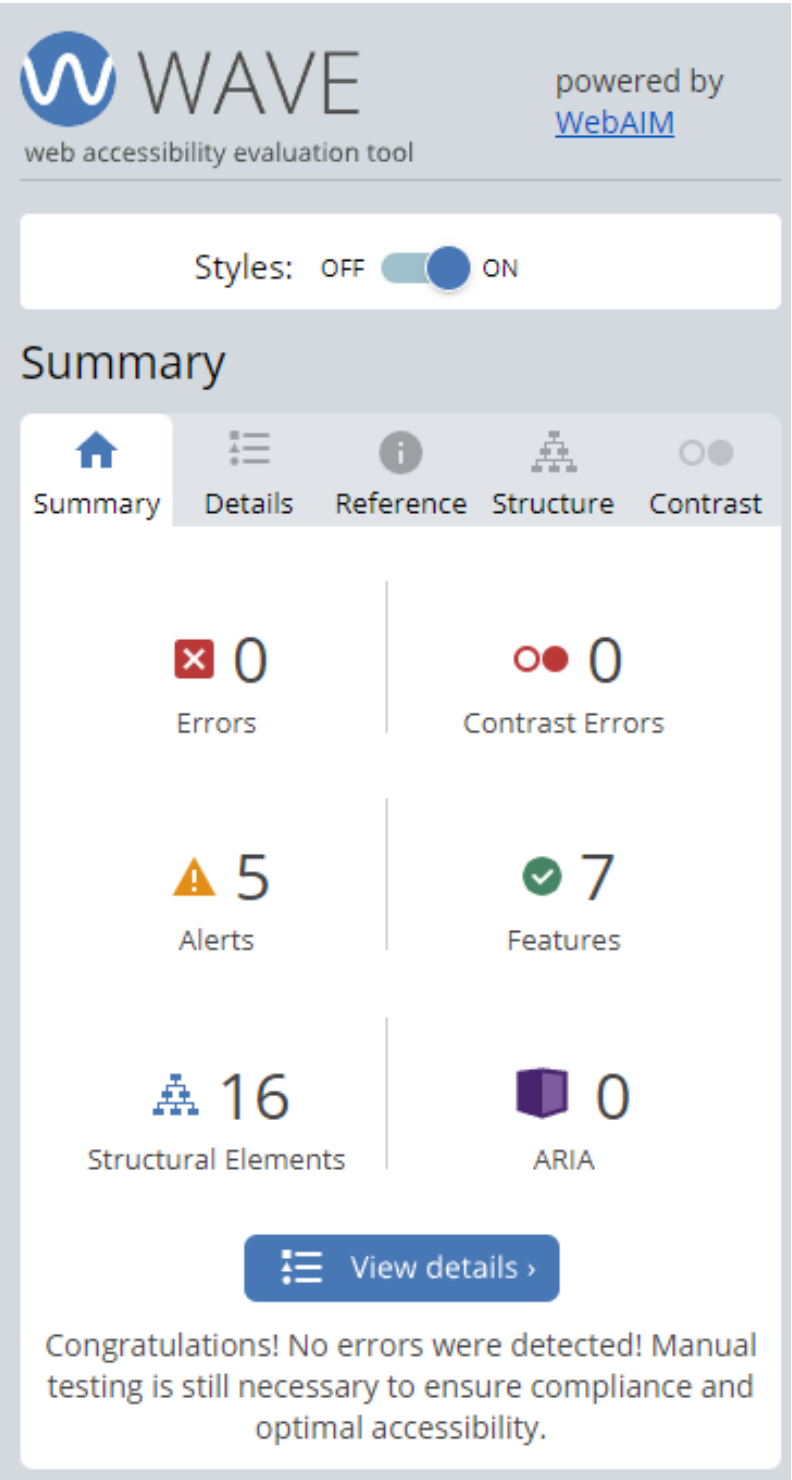 WAVE
web accessibility evaluation tool
powered by
WebAIM
Styles: OFF ON
Summary
Summary Details Reference Structure Contrast
0 0
Errors Contrast Errors
5 7
Alerts Features
16 0
Structural Elements ARIA
View details ›
Congratulations! No errors were detected! Manual
testing is still necessary to ensure compliance and
optimal accessibility.